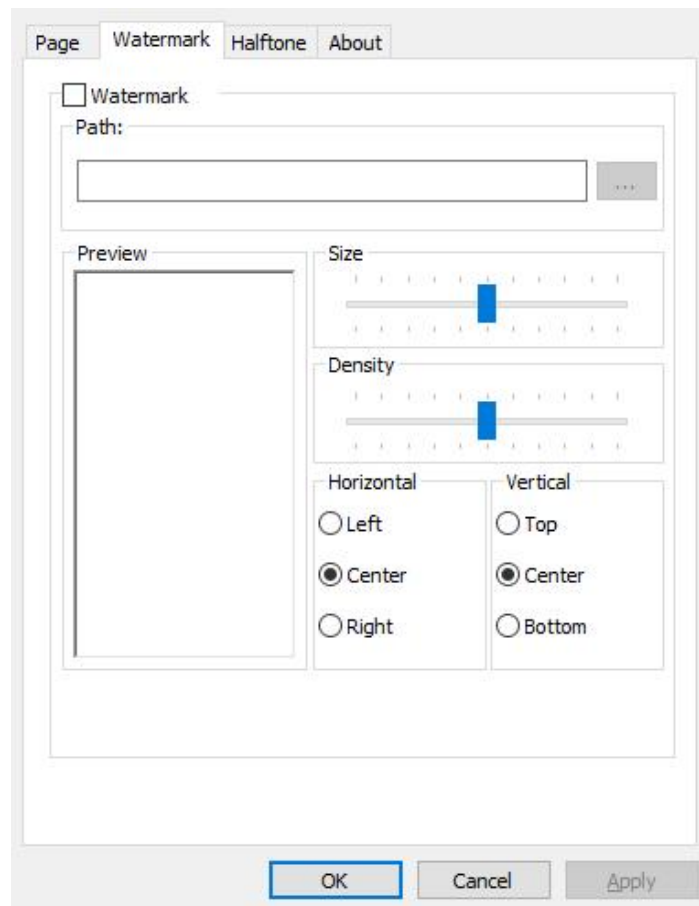 Page Watermark Halftone About
Watermark
Path:
...
Preview
Size
Density
Horizontal Vertical
Left Top
Center Center
Right Bottom
OK Cancel Apply